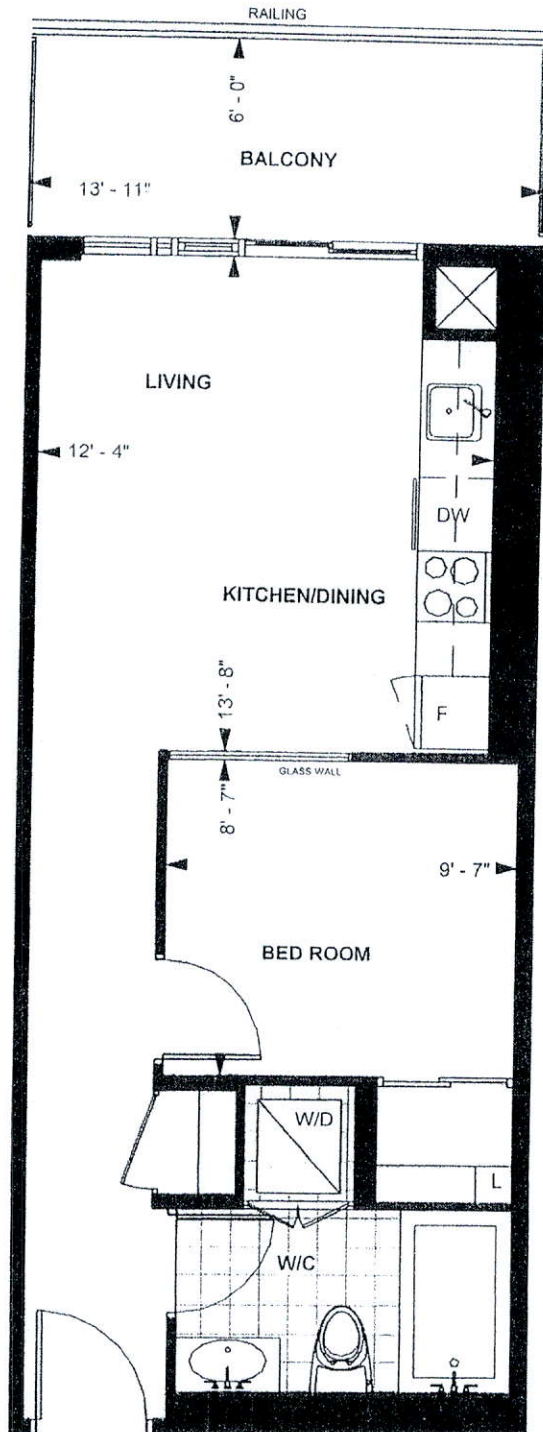 RAILING
6' - 0"
BALCONY
13' - 11"
LIVING
12' - 4"
DW
KITCHEN/DINING
13' - 8"
F
GLASS WALL
8' - 7"
9' - 7"
BED ROOM
W/D
L
W/C